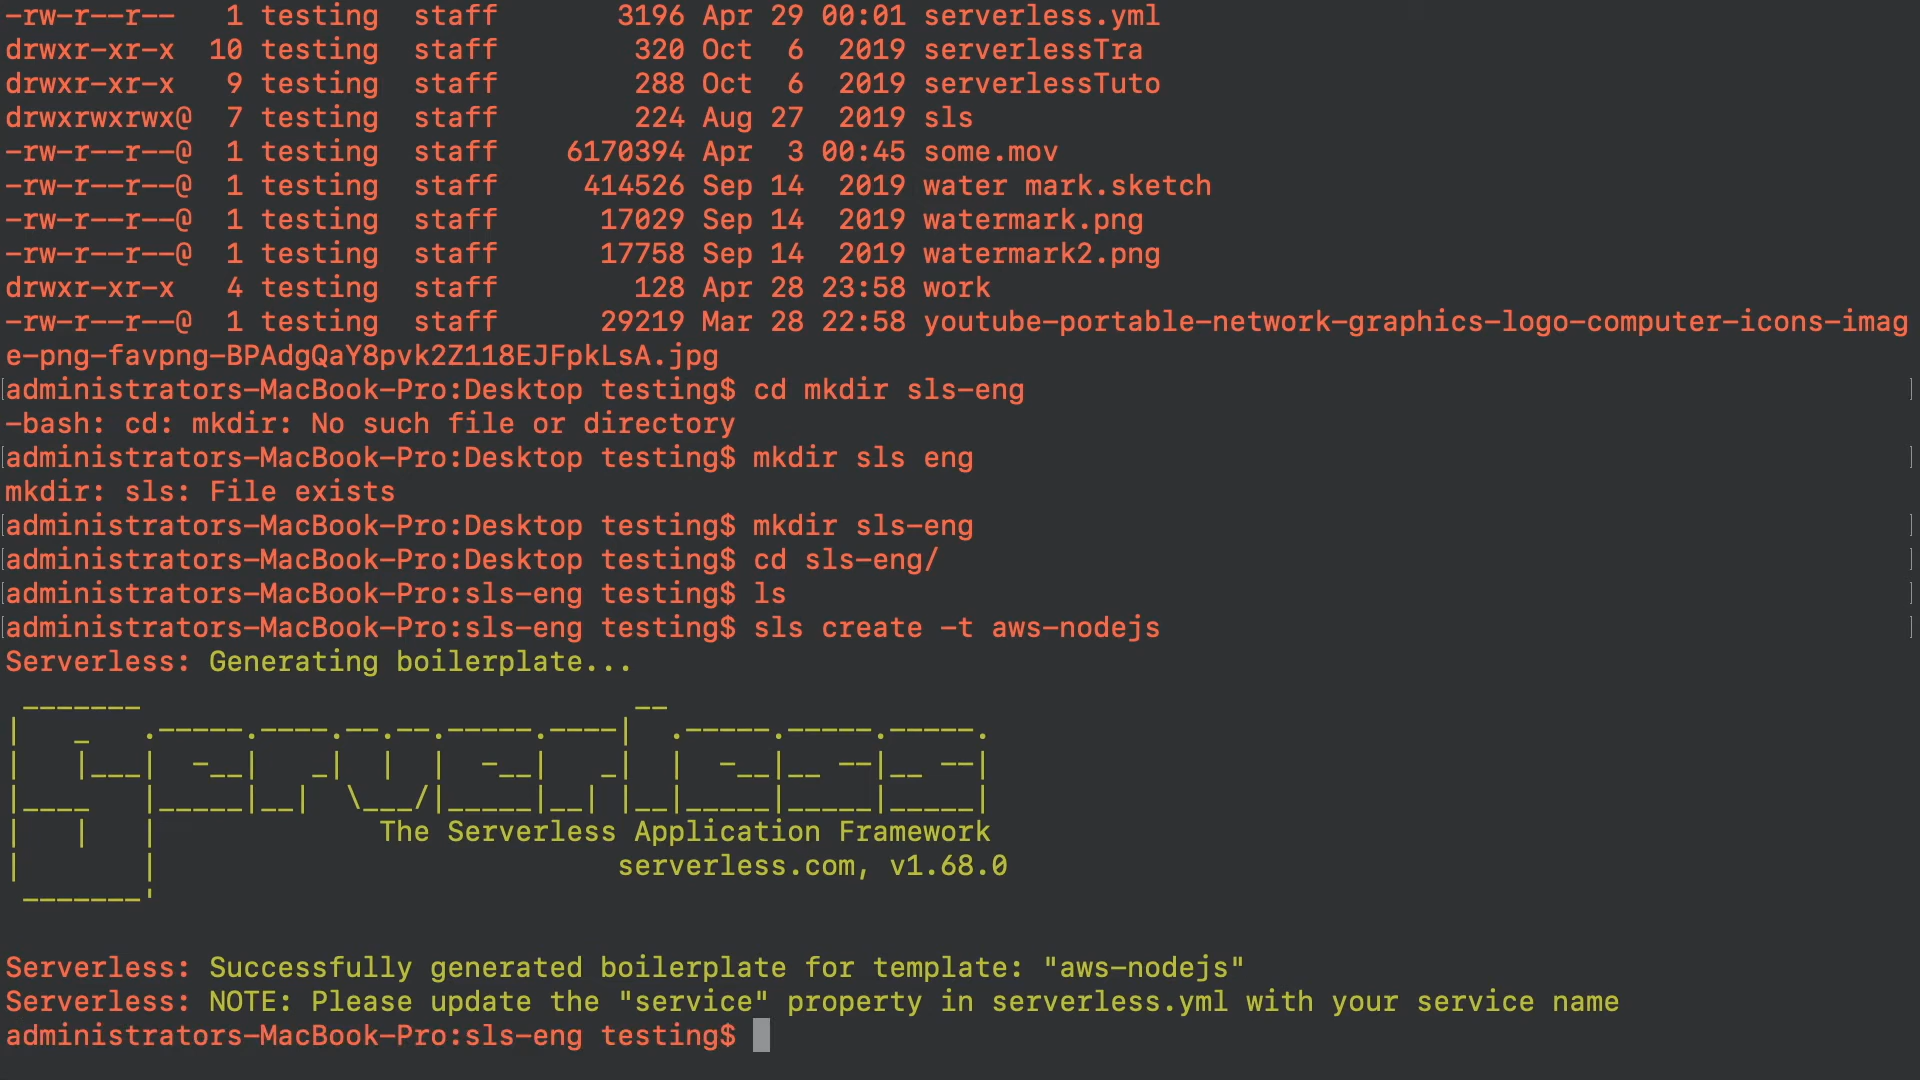 -rw-r--r--   1 testing  staff       3196 Apr 29 00:01 serverless.yml
drwxr-xr-x  10 testing  staff        320 Oct  6  2019 serverlessTra
drwxr-xr-x   9 testing  staff        288 Oct  6  2019 serverlessTuto
drwxrwxrwx@  7 testing  staff        224 Aug 27  2019 sls
-rw-r--r--@  1 testing  staff    6170394 Apr  3 00:45 some.mov
-rw-r--r--@  1 testing  staff     414526 Sep 14  2019 water mark.sketch
-rw-r--r--@  1 testing  staff      17029 Sep 14  2019 watermark.png
-rw-r--r--@  1 testing  staff      17758 Sep 14  2019 watermark2.png
drwxr-xr-x   4 testing  staff        128 Apr 28 23:58 work
-rw-r--r--@  1 testing  staff      29219 Mar 28 22:58 youtube-portable-network-graphics-logo-computer-icons-imag
e-png-favpng-BPAdgQaY8pvk2Z118EJFpkLsA.jpg
administrators-MacBook-Pro:Desktop testing$ cd mkdir sls-eng
-bash: cd: mkdir: No such file or directory
administrators-MacBook-Pro:Desktop testing$ mkdir sls eng
mkdir: sls: File exists
administrators-MacBook-Pro:Desktop testing$ mkdir sls-eng
administrators-MacBook-Pro:Desktop testing$ cd sls-eng/
administrators-MacBook-Pro:sls-eng testing$ ls
administrators-MacBook-Pro:sls-eng testing$ sls create -t aws-nodejs
Serverless: Generating boilerplate...
Serverless
The Serverless Application Framework
serverless.com, v1.68.0
Serverless: Successfully generated boilerplate for template: "aws-nodejs"
Serverless: NOTE: Please update the "service" property in serverless.yml with your service name
administrators-MacBook-Pro:sls-eng testing$